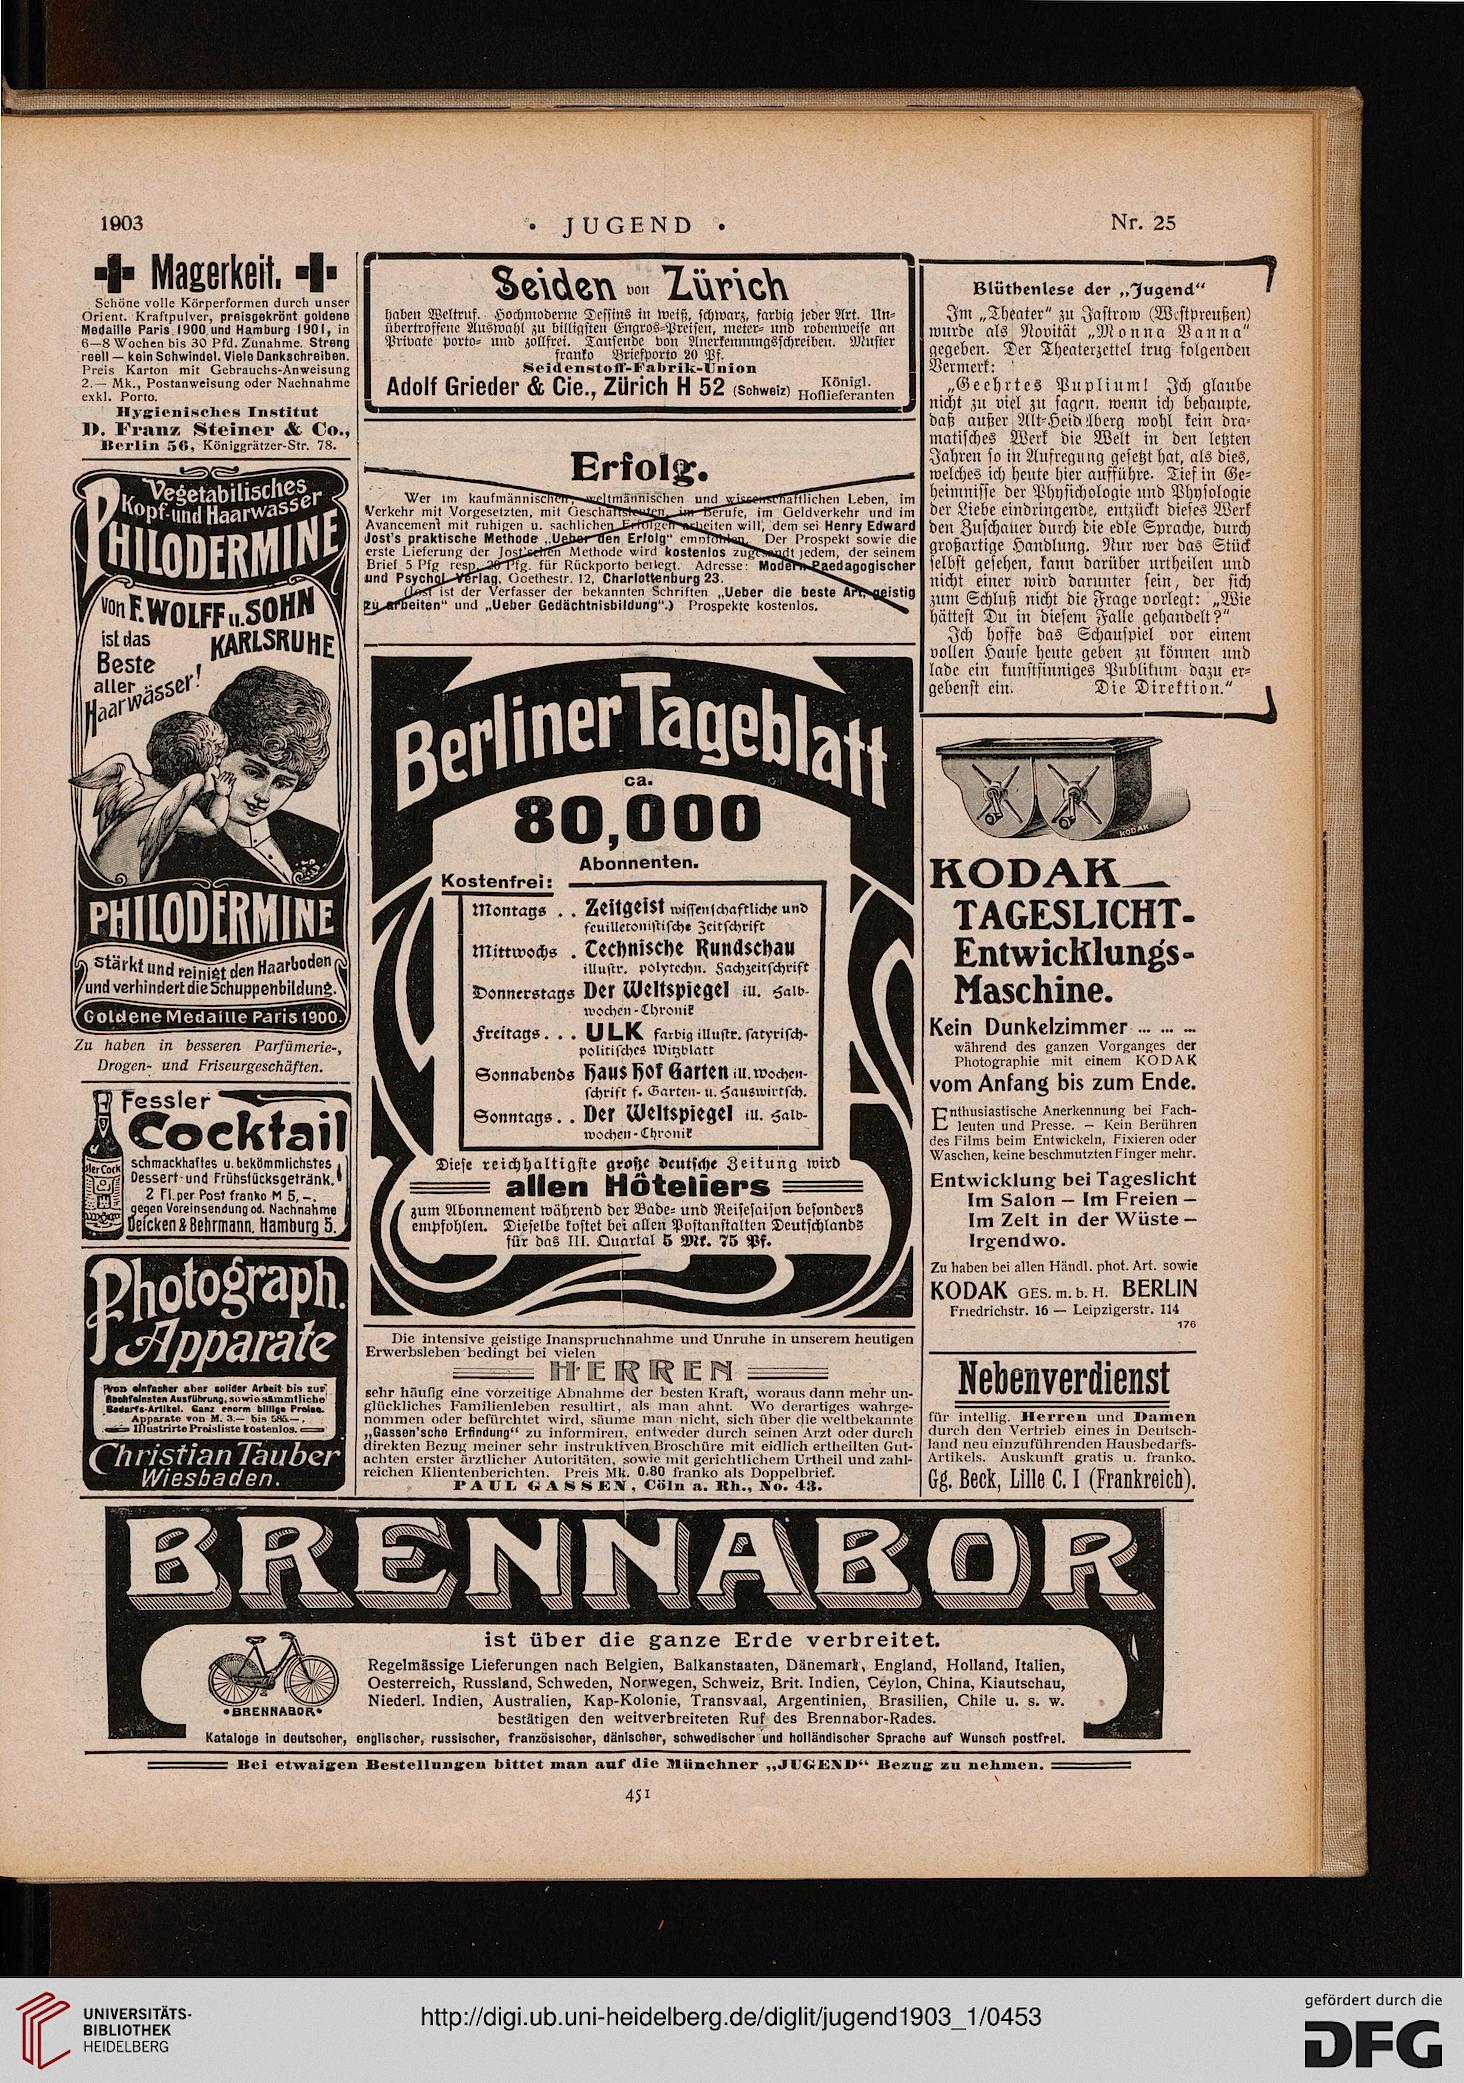 1903
• JUGEND •
Nr. 25
Magerkeit.
Schöne volle Körperformen durch unser
Orient. Kraftpulver, preisgekrönt goldene
Medaille Paris 1900 und Hamburg 1901, in
6—8 Wochen bis 30 Pfd. Zunahme. Streng
reell — kein Schwindel. Viele Dankschreiben.
Preis Karton mit Gebrauchs-Anweisung
2.— Mk., Postanweisung oder Nachnahme
exkl. Porto.
Hygienisches Institut
D. Franz Steiner & Co.,
Berlin 56, Königgrätzer-Str. 78.
Vegetabilisches
Kopf-und Haarwasser
PHILODERMINE
von F. WOLFF u. SOHN
KARLSRUHE
ist das
Beste
aller
Haarwässer!
PHILODERMINE
stärkt und reinigt den Haarboden
und verhindert die Schuppenbildung.
Goldene Medaille Paris 1900.
Zu haben in besseren Parfümerie-,
Drogen- und Friseurgeschäften.
Fessler
Cocktail
schmackhaftes u. bekömmlichstes
Dessert- und Frühstücksgetränk.
2 Fl. per Post franko M 5,–.
gegen Voreinsendung od. Nachnahme
Deicken & Behrmann, Hamburg 5.
Photograph.
Apparate
Von einfacher aber solider Arbeit bis zur
hochfeinsten Ausführung, sowie sämmtliche
Bedarfs-Artikel. Ganz enorm billige Preise.
Apparate von M. 3.— bis 585.—.
Illustrirte Preisliste kostenlos.
Christian Tauber
Wiesbaden.
Seiden von Zürich
haben Weltruf. Hochmoderne Dessins in weiß, schwarz, farbig jeder Art. Un-
übertroffene Auswahl zu billigsten Engros-Preisen, meter- und robenweise an
Private porto- und zollfrei. Tausende von Anerkennungsschreiben. Muster
franko Briefporto 20 Pf.
Seidenstoff-Fabrik-Union
Adolf Grieder & Cie., Zürich H 52 (Schweiz) Königl. Hoflieferanten
Erfolg.
Wer im kaufmännischen, weltmännischen und wissenschaftlichen Leben, im
Verkehr mit Vorgesetzten, mit Geschäftsleuten, im Berufe, im Geldverkehr und im
Avancement mit ruhigen u. sachlichen Erfolgen arbeiten will, dem sei Henry Edward
Jost's praktische Methode „Ueber den Erfolg“ empfohlen. Der Prospekt sowie die
erste Lieferung der Jost'schen Methode wird kostenlos zugesandt jedem, der seinem
Brief 5 Pfg resp. 20 Pfg. für Rückporto beilegt. Adresse: Modern-Paedagogischer
und Psychol. Verlag, Goethestr. 12, Charlottenburg 23.
(Jost ist der Verfasser der bekannten Schriften „Ueber die beste Art, geistig
zu arbeiten“ und „Ueber Gedächtnisbildung“.) Prospekte kostenlos.
Berliner Tageblatt
ca.
80,000
Abonnenten.
Kostenfrei:
Montags . . Zeitgeist wissenschaftliche und
feuilletonistische Zeitschrift
Mittwochs . Technische Rundschau
illustr. polytechn. Fachzeitschrift
Donnerstags Der Weltspiegel ill. Halb-
wochen-Chronik
Freitags . . . ULK farbig illustr. satyrisch-
politisches Witzblatt
Sonnabends Haus Hof Garten ill. Wochen-
schrift f. Garten- u. Hauswirtsch.
Sonntags . . Der Weltspiegel ill. Halb-
wochen-Chronik
Diese reichhaltigste große deutsche Zeitung wird
allen Hôteliers
zum Abonnement während der Bade- und Reisesaison besonders
empfohlen. Dieselbe kostet bei allen Postanstalten Deutschlands
für das III. Quartal 5 Mk. 75 Pf.
Die intensive geistige Inanspruchnahme und Unruhe in unserem heutigen
Erwerbsleben bedingt bei vielen
HERREN
sehr häufig eine vorzeitige Abnahme der besten Kraft, woraus dann mehr un-
glückliches Familienleben resultirt, als man ahnt. Wo derartiges wahrge-
nommen oder befürchtet wird, säume man nicht, sich über die weltbekannte
„Gassen'sche Erfindung“ zu informiren, entweder durch seinen Arzt oder durch
direkten Bezug meiner sehr instruktiven Broschüre mit eidlich ertheilten Gut-
achten erster ärztlicher Autoritäten, sowie mit gerichtlichem Urtheil und zahl-
reichen Klientenberichten. Preis Mk. 0.80 franko als Doppelbrief.
PAUL GASSEN, Cöln a. Rh., No. 43.
Blüthenlese der „Jugend“
Im „Theater“ zu Jastrow (Westpreußen)
wurde als Novität „Monna Vanna“
gegeben. Der Theaterzettel trug folgenden
Vermerk:
„Geehrtes Puplium! Ich glaube
nicht zu viel zu sagen, wenn ich behaupte,
daß außer Alt-Heidelberg wohl kein dra-
matisches Werk die Welt in den letzten
Jahren so in Aufregung gesetzt hat, als dies,
welches ich heute hier aufführe. Tief in Ge-
heimnisse der Phyfichologie und Physologie
der Liebe eindringende, entzückt dieses Werk
den Zuschauer durch die edle Sprache, durch
großartige Handlung. Nur wer das Stück
selbst gesehen, kann darüber urtheilen und
nicht einer wird darunter sein, der sich
zum Schluß nicht die Frage vorlegt: „Wie
hättest Du in diesem Falle gehandelt?“
Ich hoffe das Schauspiel vor einem
vollen Hause heute geben zu können und
lade ein kunstsinniges Publikum dazu er-
gebenst ein. Die Direktion.“
KODAK
KODAK
TAGESLICHT-
Entwicklungs-
Maschine.
Kein Dunkelzimmer ... ... ...
während des ganzen Vorganges der
Photographie mit einem KODAK
vom Anfang bis zum Ende.
Enthusiastische Anerkennung bei Fach-
leuten und Presse. — Kein Berühren
des Films beim Entwickeln, Fixieren oder
Waschen, keine beschmutzten Finger mehr.
Entwicklung bei Tageslicht
Im Salon — Im Freien —
Im Zelt in der Wüste —
Irgendwo.
Zu haben bei allen Händl. phot. Art. sowie
KODAK GES. m. b. H. BERLIN
Friedrichstr. 16 — Leipzigerstr. 114
176
Nebenverdienst
für intellig. Herren und Damen
durch den Vertrieb eines in Deutsch-
land neu einzuführenden Hausbedarfs-
Artikels. Auskunft gratis u. franko.
Gg. Beck, Lille C. I (Frankreich).
BRENNABOR
ist über die ganze Erde verbreitet.
Regelmässige Lieferungen nach Belgien, Balkanstaaten, Dänemark, England, Holland, Italien,
Oesterreich, Russland, Schweden, Norwegen, Schweiz, Brit. Indien, Ceylon, China, Kiautschau,
Niederl. Indien, Australien, Kap-Kolonie, Transvaal, Argentinien, Brasilien, Chile u. s. w.
bestätigen den weitverbreiteten Ruf des Brennabor-Rades.
•BRENNABOR•
Kataloge in deutscher, englischer, russischer, französischer, dänischer, schwedischer und holländischer Sprache auf Wunsch postfrei.
Bei etwaigen Bestellungen bittet man auf die Münchner „JUGEND“ Bezug zu nehmen.
451
UNIVERSITÄTS-
BIBLIOTHEK
HEIDELBERG
http://digi.ub.uni-heidelberg.de/diglit/jugend1903_1/0453
gefördert durch die
DFG